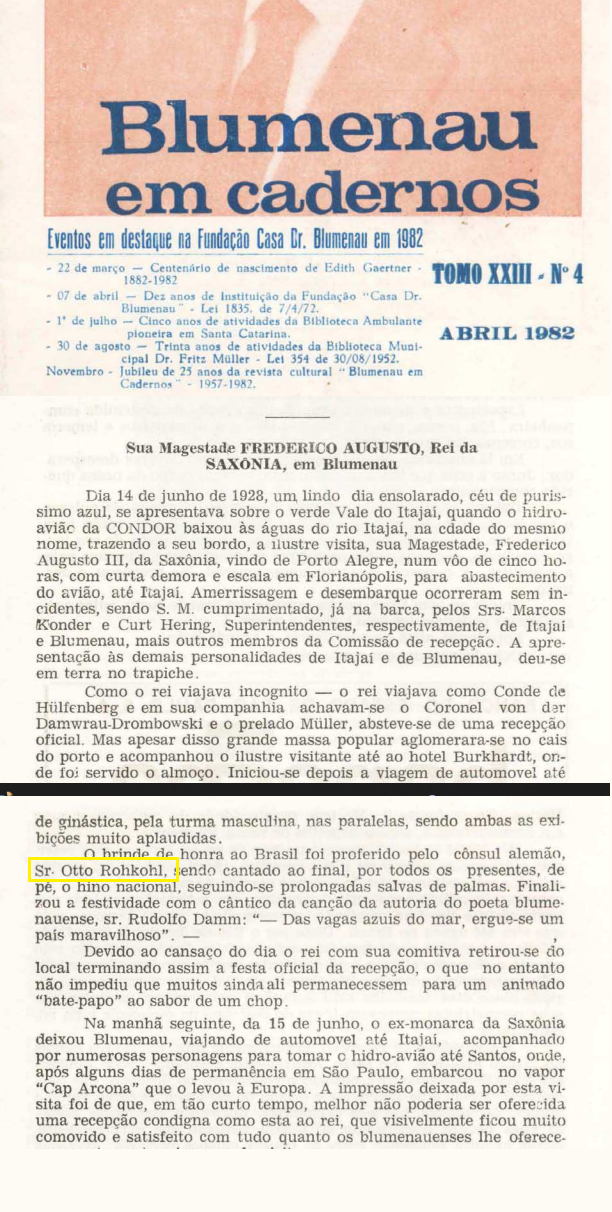 Blumenau
em cadernos
Eventos em destaque na Fundação Casa Dr. Blumenau em 1982
- 22 de março — Centenário de nascimento de Edith Gaertner -
1882-1982
- 07 de abril — Dez anos de Instituição da Fundação "Casa Dr.
Blumenau" - Lei 1835, de 7/4/72.
- 1º de julho — Cinco anos de atividades da Biblioteca Ambulante
pioneira em Santa Catarina.
- 30 de agosto — Trinta anos de atividades da Biblioteca Muni-
cipal Dr. Fritz Müller - Lei 354 de 30/08/1952.
Novembro - Jubileu de 25 anos da revista cultural "Blumenau em
Cadernos" - 1957-1982.
TOMO XXIII - Nº 4
ABRIL 1982
Sua Magestade FREDERICO AUGUSTO, Rei da
SAXÔNIA, em Blumenau
Dia 14 de junho de 1928, um lindo dia ensolarado, céu de puris-
simo azul, se apresentava sobre o verde Vale do Itajaí, quando o hidro-
avião da CONDOR baixou às águas do rio Itajaí, na cdade do mesmo
nome, trazendo a seu bordo, a ilustre visita, sua Magestade, Frederico
Augusto III, da Saxônia, vindo de Porto Alegre, num vôo de cinco ho-
ras, com curta demora e escala em Florianópolis, para abastecimento
do avião, até Itajaí. Amerrissagem e desembarque ocorreram sem in-
cidentes, sendo S. M. cumprimentado, já na barca, pelos Srs. Marcos
Konder e Curt Hering, Superintendentes, respectivamente, de Itajaí
e Blumenau, mais outros membros da Comissão de recepção. A apre-
sentação às demais personalidades de Itajaí e de Blumenau, deu-se
em terra no trapiche.
Como o rei viajava incognito — o rei viajava como Conde de
Hülfenberg e em sua companhia achavam-se o Coronel von der
Damwrau-Drombowski e o prelado Müller, absteve-se de uma recepção
oficial. Mas apesar disso grande massa popular aglomerara-se no cais
do porto e acompanhou o ilustre visitante até ao hotel Burkhardt, on-
de foi servido o almoço. Iniciou-se depois a viagem de automovel até
de ginástica, pela turma masculina, nas paralelas, sendo ambas as exi-
bições muito aplaudidas.
O brinde de honra ao Brasil foi proferido pelo cônsul alemão,
Sr. Otto Rohkohl, sendo cantado ao final, por todos os presentes, de
pé, o hino nacional, seguindo-se prolongadas salvas de palmas. Finali-
zou a festividade com o cântico da canção da autoria do poeta blume-
nauense, sr. Rudolfo Damm: "— Das vagas azuis do mar, ergue-se um
país maravilhoso". —
Devido ao cansaço do dia o rei com sua comitiva retirou-se do
local terminando assim a festa oficial da recepção, o que no entanto
não impediu que muitos ainda ali permanecessem para um animado
"bate-papo" ao sabor de um chop.
Na manhã seguinte, da 15 de junho, o ex-monarca da Saxônia
deixou Blumenau, viajando de automovel até Itajaí, acompanhado
por numerosas personagens para tomar o hidro-avião até Santos, onde,
após alguns dias de permanência em São Paulo, embarcou no vapor
"Cap Arcona" que o levou à Europa. A impressão deixada por esta vi-
sita foi de que, em tão curto tempo, melhor não poderia ser oferecida
uma recepção condigna como esta ao rei, que visivelmente ficou muito
comovido e satisfeito com tudo quanto os blumenauenses lhe oferece-